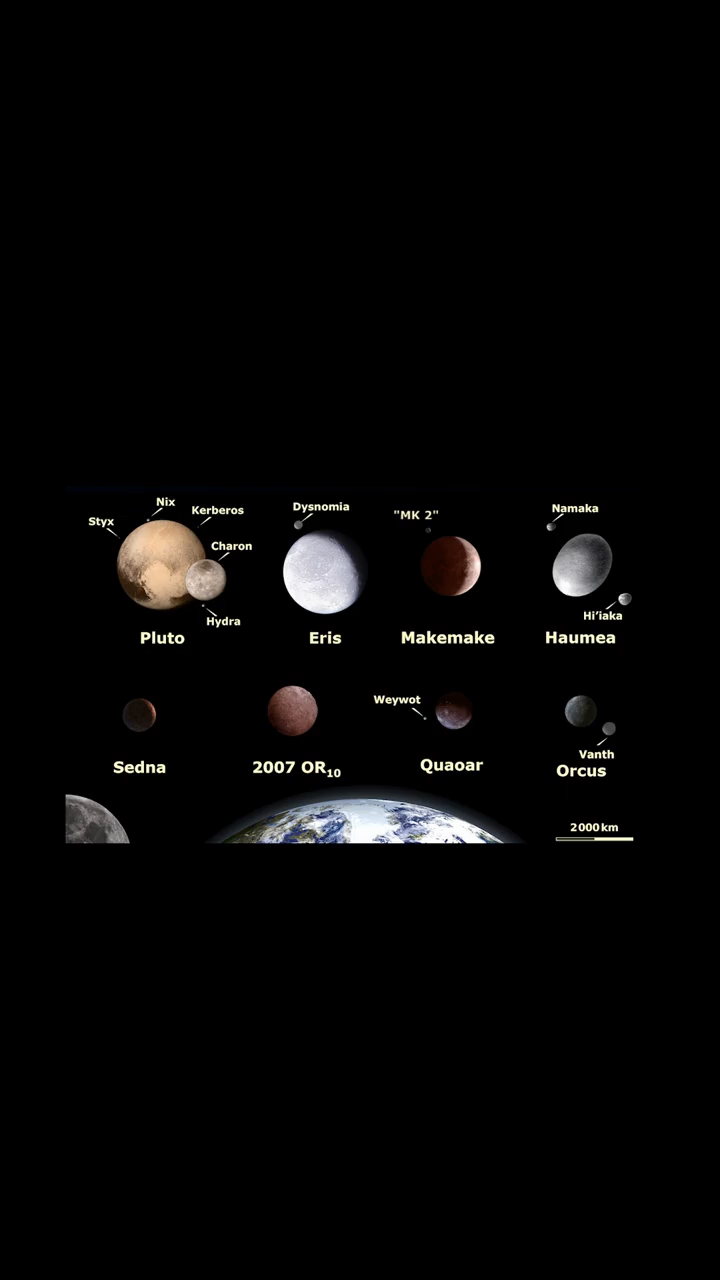 Nix
Styx
Kerberos
Charon
Hydra
Pluto
Dysnomia
Eris
"MK 2"
Makemake
Namaka
Hi'iaka
Haumea
Sedna
2007 OR₁₀
Weywot
Quaoar
Vanth
Orcus
2000 km